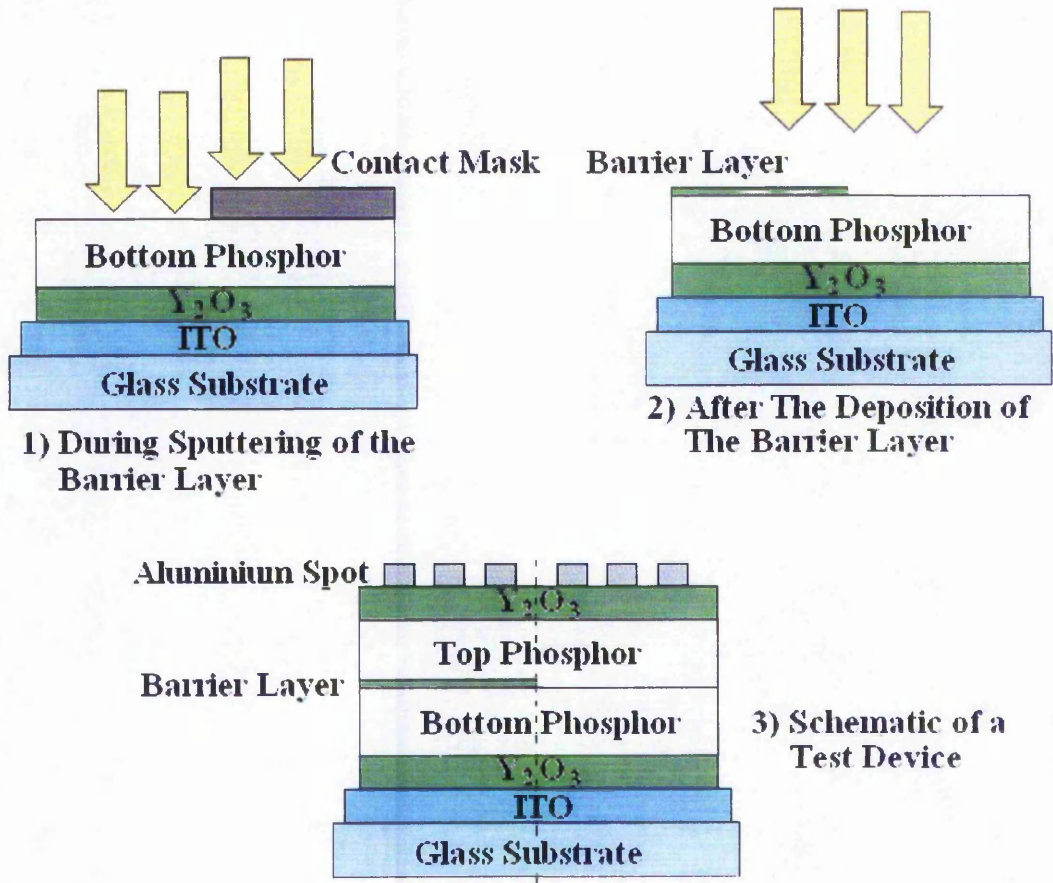 Contact Mask
Bottom Phosphor
Y₂O₃
ITO
Glass Substrate
1) During Sputtering of the
Barrier Layer
Barrier Layer
Bottom Phosphor
Y₂O₃
ITO
Glass Substrate
2) After The Deposition of
The Barrier Layer
Aluminium Spot
Y₂O₃
Top Phosphor
Barrier Layer
Bottom Phosphor
Y₂O₃
ITO
Glass Substrate
3) Schematic of a
Test Device